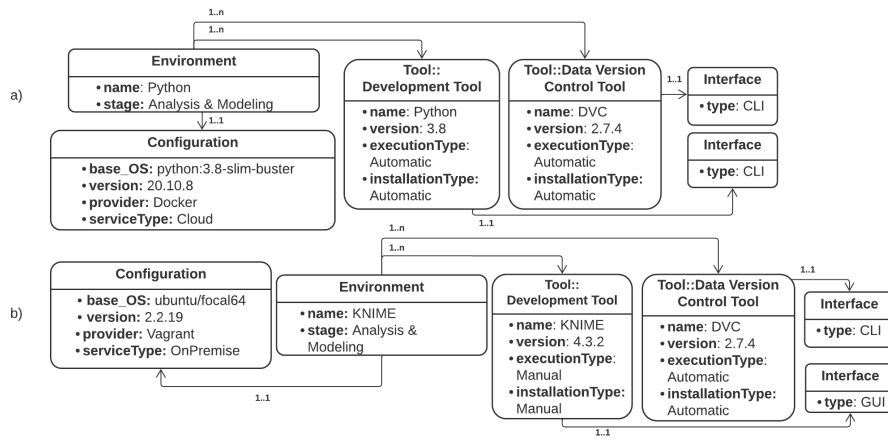 1..n
1..n
a)
Environment
• name: Python
• stage: Analysis & Modeling
1..1
Configuration
• base_OS: python:3.8-slim-buster
• version: 20.10.8
• provider: Docker
• serviceType: Cloud
Tool::
Development Tool
• name: Python
• version: 3.8
• executionType:
Automatic
• installationType:
Automatic
Tool::Data Version
Control Tool
• name: DVC
• version: 2.7.4
• executionType:
Automatic
• installationType:
Automatic
1..1
Interface
• type: CLI
Interface
• type: CLI
1..1
1..n
1..n
b)
Configuration
• base_OS: ubuntu/focal64
• version: 2.2.19
• provider: Vagrant
• serviceType: OnPremise
Environment
• name: KNIME
• stage: Analysis &
Modeling
1..1
Tool::
Development Tool
• name: KNIME
• version: 4.3.2
• executionType:
Manual
• installationType:
Manual
Tool::Data Version
Control Tool
• name: DVC
• version: 2.7.4
• executionType:
Automatic
• installationType:
Automatic
1..1
Interface
• type: CLI
Interface
• type: GUI
1..1